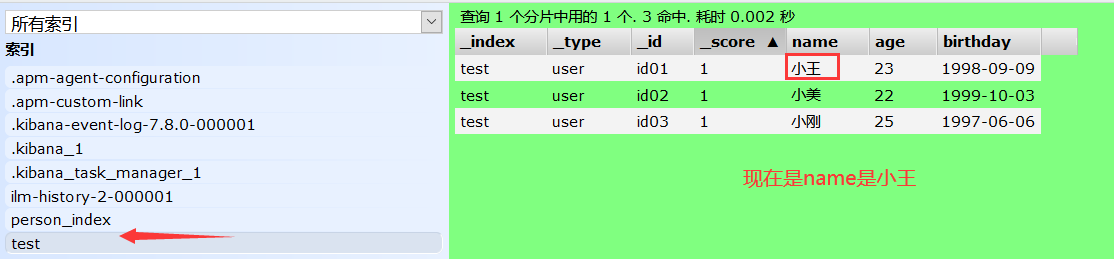 所有索引
索引
.apm-agent-configuration
.apm-custom-link
.kibana-event-log-7.8.0-000001
.kibana_1
.kibana_task_manager_1
ilm-history-2-000001
person_index
test
查询 1 个分片中用的 1 个. 3 命中. 耗时 0.002 秒
_index _type _id _score ▲ name age birthday
test user id01 1 小王 23 1998-09-09
test user id02 1 小美 22 1999-10-03
test user id03 1 小刚 25 1997-06-06
现在是name是小王